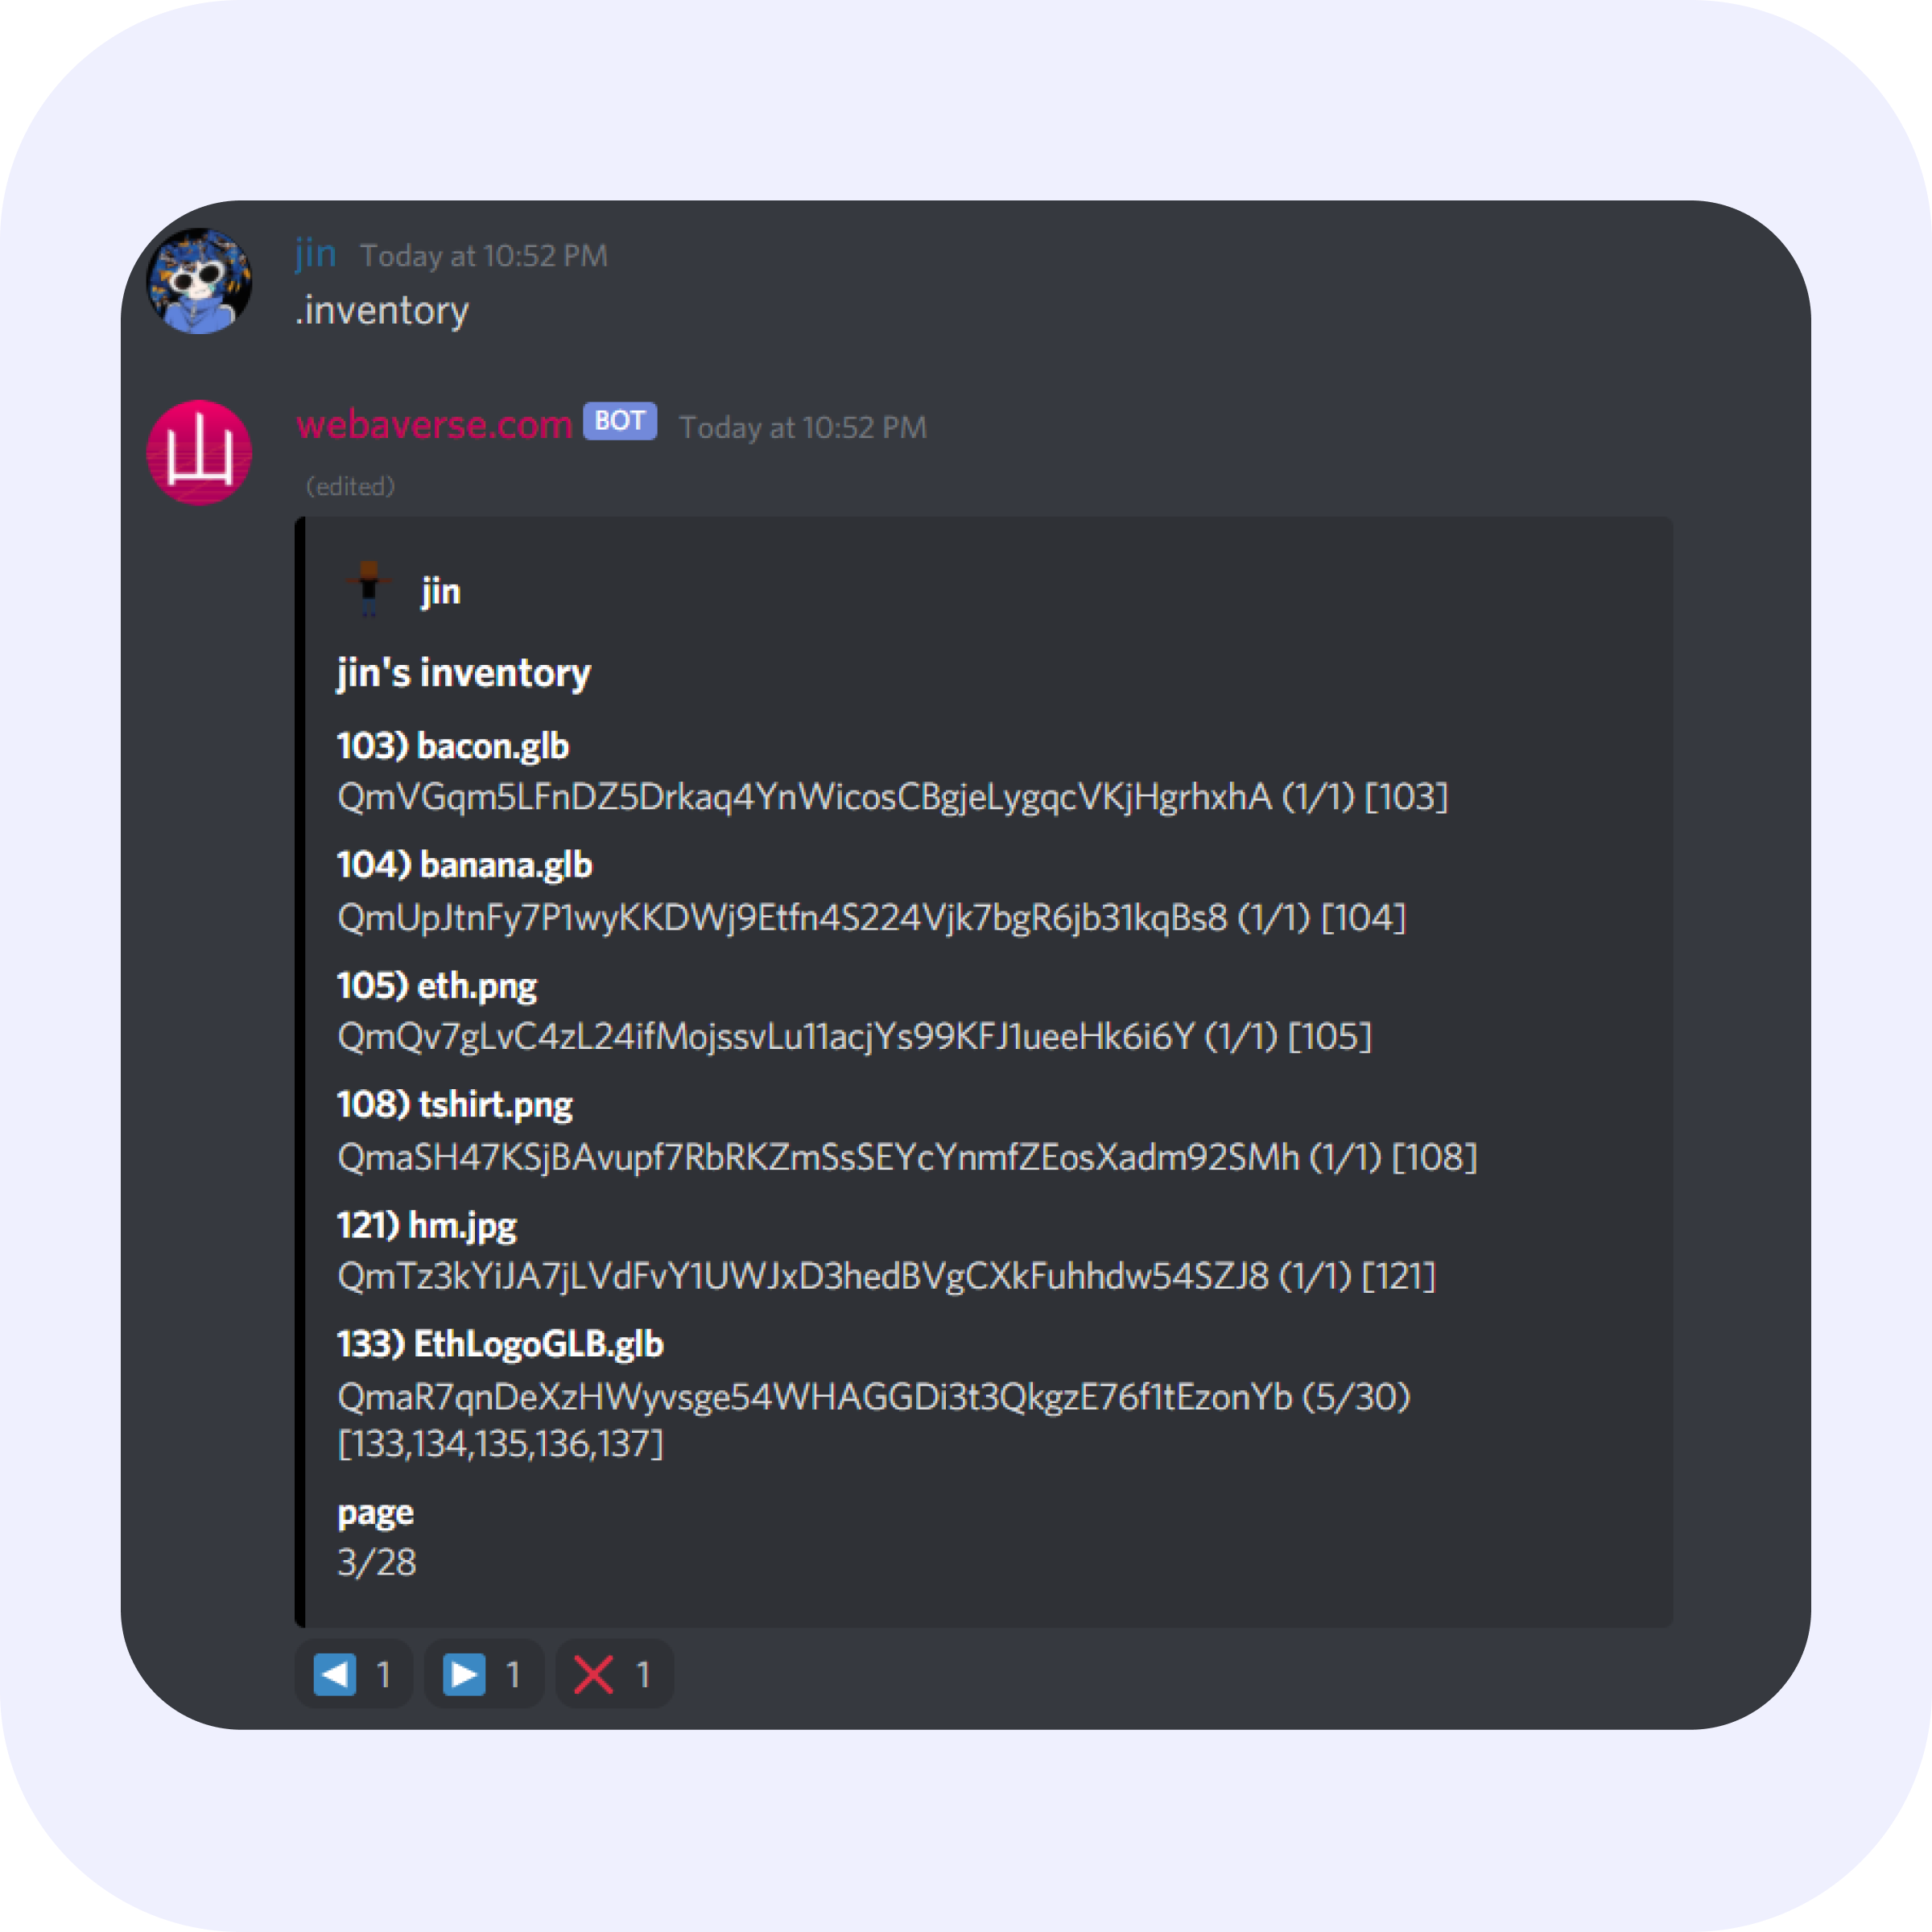 jin Today at 10:52 PM
.inventory
山
webaverse.com BOT Today at 10:52 PM
(edited)
jin
jin's inventory
103) bacon.glb
QmVGqm5LFnDZ5Drkaq4YnWicosCBgjeLygqcVKjHgrhxhA (1/1) [103]
104) banana.glb
QmUpJtnFy7P1wyKKDWj9Etfn4S224Vjk7bgR6jb31kqBs8 (1/1) [104]
105) eth.png
QmQv7gLvC4zL24ifMojssvLu11acjYs99KFJ1ueeHk6i6Y (1/1) [105]
108) tshirt.png
QmaSH47KSjBAvupf7RbRKZmSsSEYcYnmfZEosXadm92SMh (1/1) [108]
121) hm.jpg
QmTz3kYiJA7jLVdFvY1UWJxD3hedBVgCXkFuhhdw54SZJ8 (1/1) [121]
133) EthLogoGLB.glb
QmaR7qnDeXzHWyvsge54WHAGGDi3t3QkgzE76f1tEzonYb (5/30)
[133,134,135,136,137]
page
3/28
1 1 1